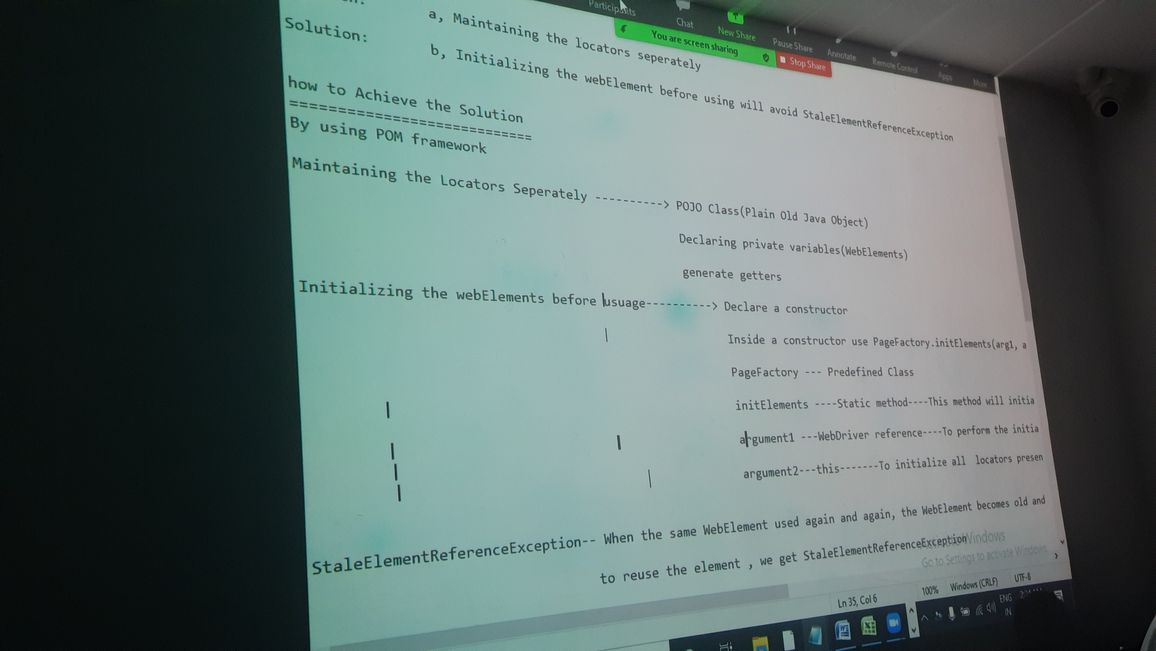 Participants
Chat
New Share
Pause Share
Annotate
Remote Control
Apps
More
You are screen sharing
Stop Share
a, Maintaining the locators seperately
Solution:
b, Initializing the webElement before using will avoid StaleElementReferenceException
how to Achieve the Solution
============================
By using POM framework
Maintaining the Locators Seperately ----------> POJO Class(Plain Old Java Object)
Declaring private variables(WebElements)
generate getters
Initializing the webElements before usuage----------> Declare a constructor
Inside a constructor use PageFactory.initElements(arg1, a
PageFactory --- Predefined Class
initElements ----Static method----This method will initia
argument1 ---WebDriver reference----To perform the initia
argument2---this-------To initialize all locators presen
StaleElementReferenceException-- When the same WebElement used again and again, the WebElement becomes old and
to reuse the element , we get StaleElementReferenceException
Windows
Go to Settings to activate Windows.
Ln 35, Col 6
100%
Windows (CRLF)
UTF-8
ENG
IN